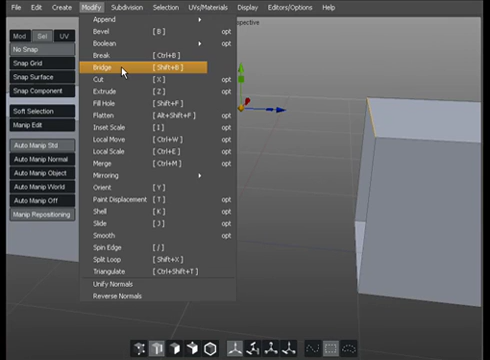 File Edit Create Modify Subdivision Selection UVs/Materials Display Editors/Options Help
Mod Sel UV
No Snap
Snap Grid
Snap Surface
Snap Component
Soft Selection
Manip Edit
Auto Manip Std
Auto Manip Normal
Auto Manip Object
Auto Manip World
Auto Manip Off
Manip Repositioning
Append
Bevel [ B ] opt
Boolean
Break [ Ctrl+B ]
Bridge [ Shift+B ]
Cut [ X ] opt
Extrude [ Z ] opt
Fill Hole [ Shift+F ]
Flatten [ Alt+Shift+F ] opt
Inset Scale [ I ] opt
Local Move [ Ctrl+W ] opt
Local Scale [ Ctrl+E ] opt
Merge [ Ctrl+M ] opt
Mirroring
Orient [ Y ]
Paint Displacement [ T ] opt
Shell [ K ] opt
Slide [ J ] opt
Smooth opt
Spin Edge [ / ]
Split Loop [ Shift+X ]
Triangulate [ Ctrl+Shift+T ]
Unify Normals
Reverse Normals
spective